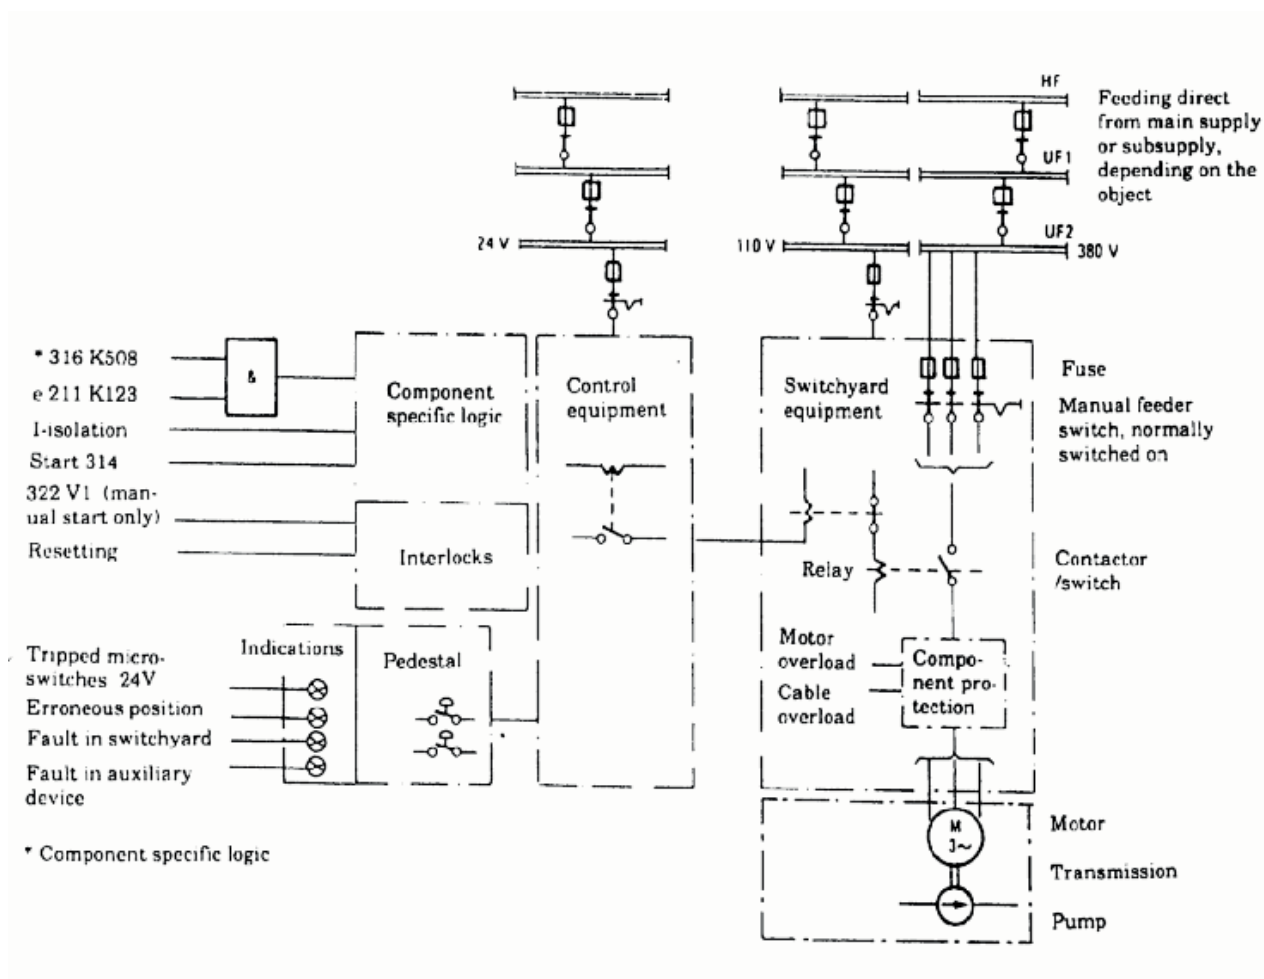 HF
Feeding direct
from main supply
or subsupply,
depending on the
object
UF1
UF2
24 V
110 V
380 V
* 316 K508
e 211 K123
&
I-isolation
Start 314
322 V1 (man-
ual start only)
Resetting
Component
specific logic
Interlocks
Control
equipment
Switchyard
equipment
Fuse
Manual feeder
switch, normally
switched on
Relay
Contactor
/switch
Motor
overload
Cable
overload
Compo-
nent pro-
tection
Indications
Pedestal
Tripped micro-
switches 24V
Erroneous position
Fault in switchyard
Fault in auxiliary
device
* Component specific logic
M
3~
Motor
Transmission
Pump